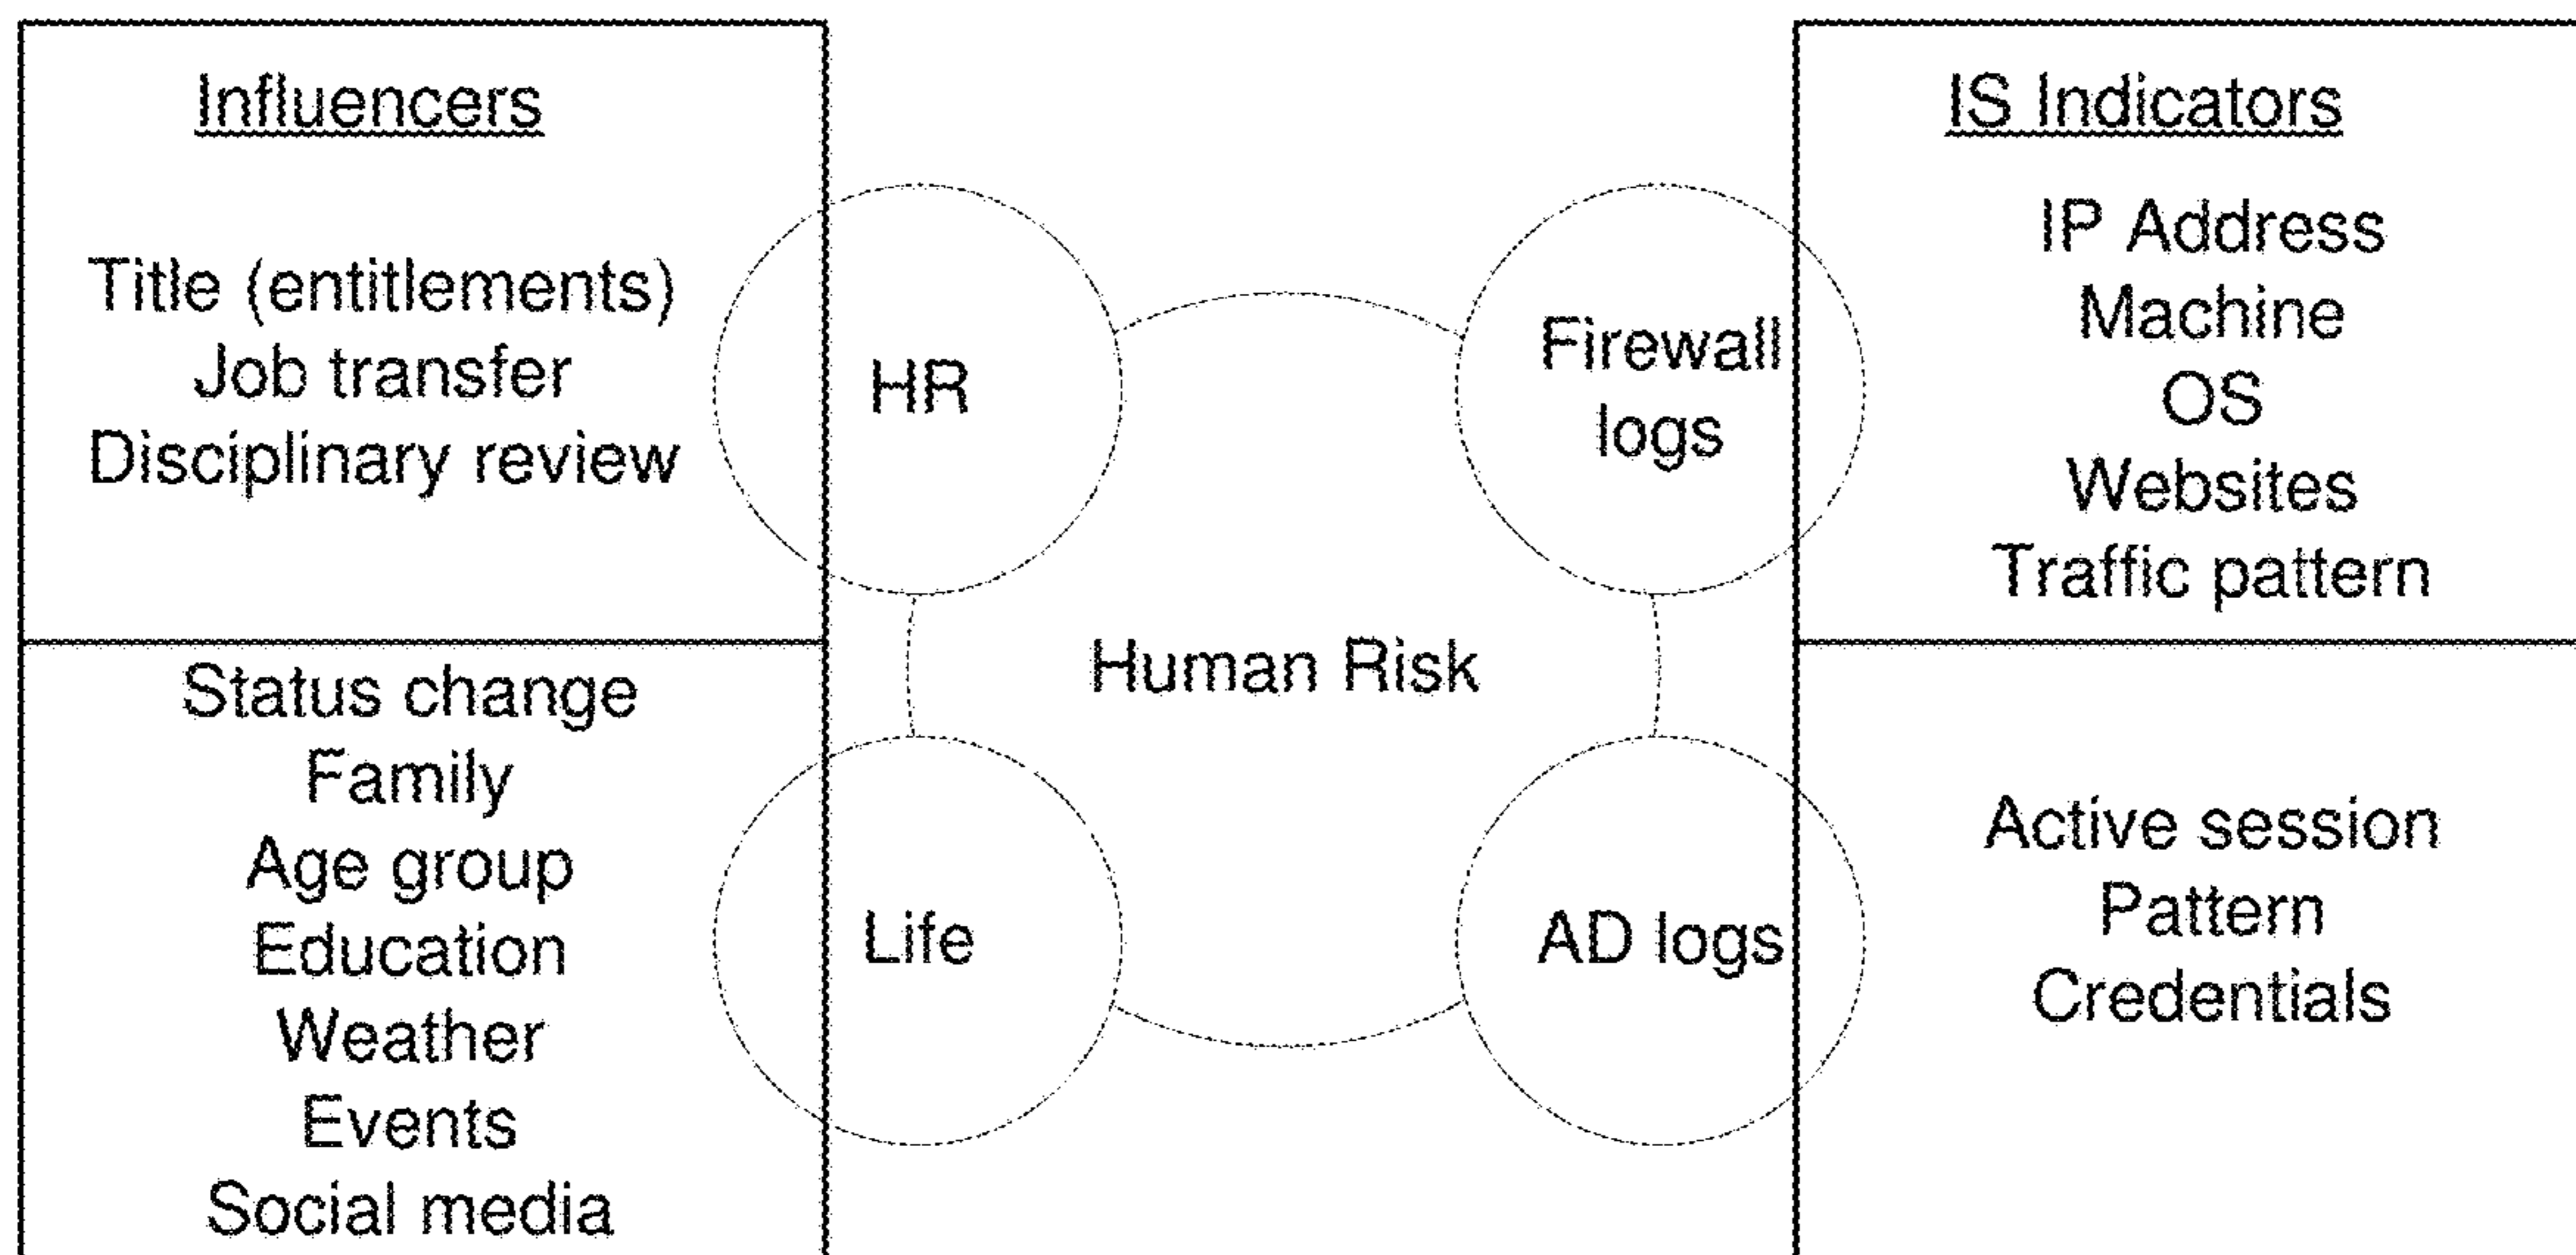 Influencers
Title (entitlements)
Job transfer
Disciplinary review
Status change
Family
Age group
Education
Weather
Events
Social media
HR
Life
Human Risk
Firewall
logs
AD logs
IS Indicators
IP Address
Machine
OS
Websites
Traffic pattern
Active session
Pattern
Credentials